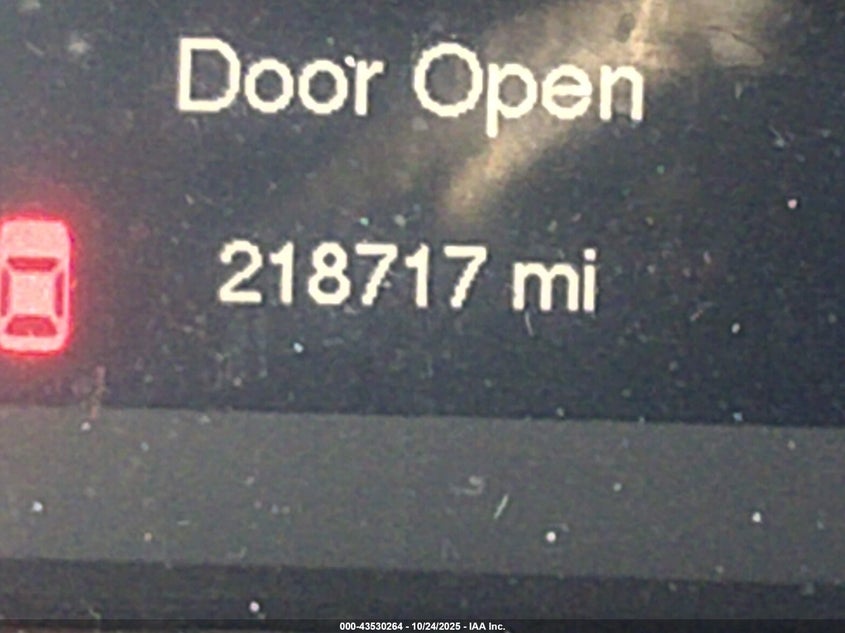 Door Open
218717 mi
000-43530264 - 10/24/2025 - IAA Inc.